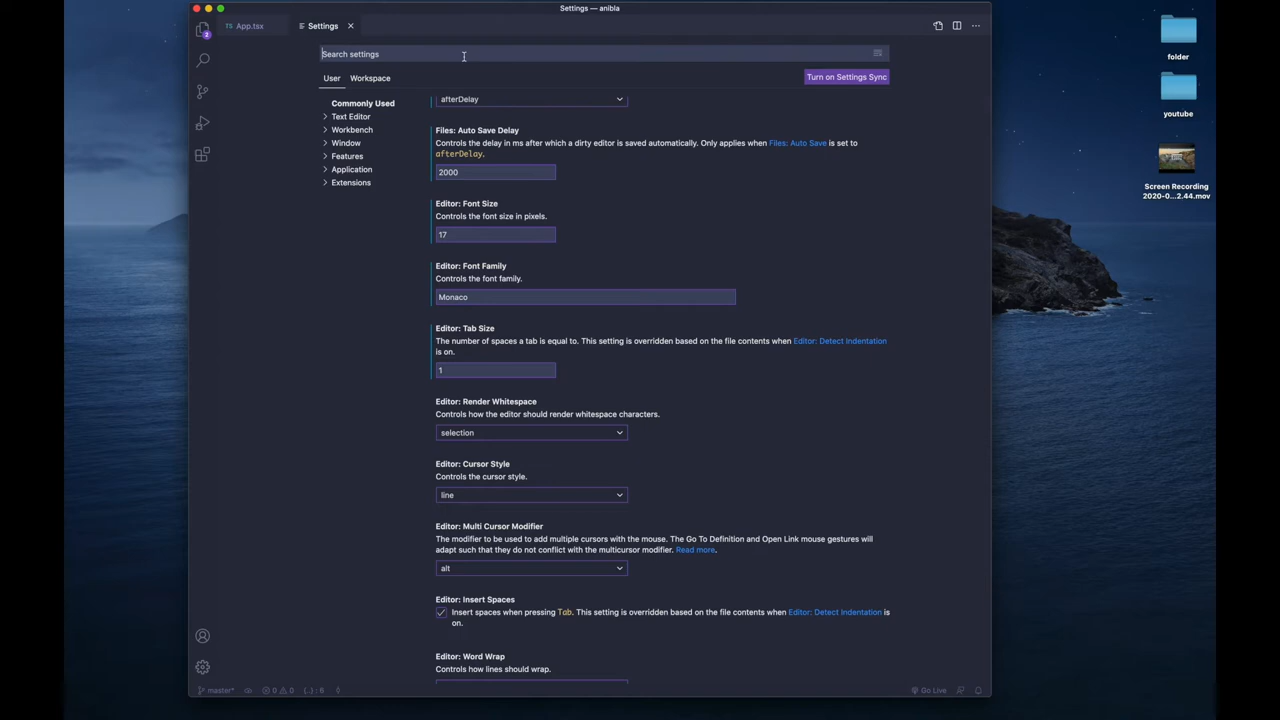 Settings — anibla
App.tsx
Settings
folder
Search settings
User
Workspace
Turn on Settings Sync
Commonly Used
Text Editor
Workbench
Window
Features
Application
Extensions
afterDelay
Files: Auto Save Delay
Controls the delay in ms after which a dirty editor is saved automatically. Only applies when Files: Auto Save is set to
afterDelay.
2000
Editor: Font Size
Controls the font size in pixels.
17
Editor: Font Family
Controls the font family.
Monaco
Editor: Tab Size
The number of spaces a tab is equal to. This setting is overridden based on the file contents when Editor: Detect Indentation
is on.
1
Editor: Render Whitespace
Controls how the editor should render whitespace characters.
selection
Editor: Cursor Style
Controls the cursor style.
line
Editor: Multi Cursor Modifier
The modifier to be used to add multiple cursors with the mouse. The Go To Definition and Open Link mouse gestures will
adapt such that they do not conflict with the multicursor modifier. Read more.
alt
Editor: Insert Spaces
Insert spaces when pressing Tab. This setting is overridden based on the file contents when Editor: Detect Indentation is
on.
Editor: Word Wrap
Controls how lines should wrap.
youtube
Screen Recording
2020-0...2.44.mov
2
master*
0 0
{..} : 6
Go Live